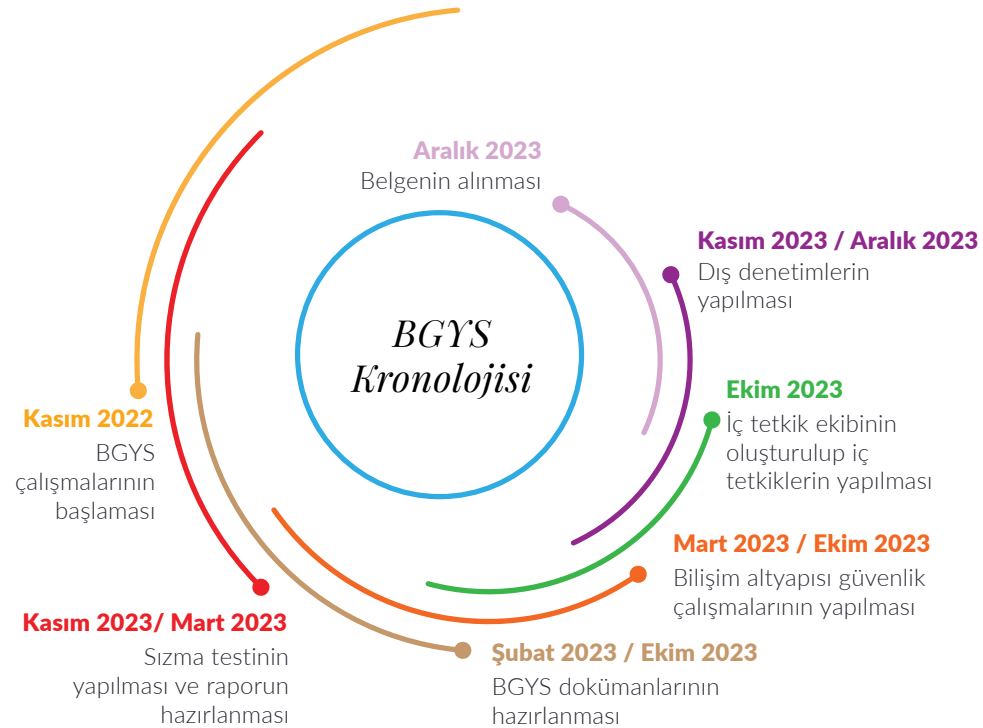 BGYS
Kronolojisi
Kasım 2022
BGYS
çalışmalarının
başlaması
Kasım 2023/ Mart 2023
Sızma testinin
yapılması ve raporun
hazırlanması
Şubat 2023 / Ekim 2023
BGYS dokümanlarının
hazırlanması
Mart 2023 / Ekim 2023
Bilişim altyapısı güvenlik
çalışmalarının yapılması
Ekim 2023
İç tetkik ekibinin
oluşturulup iç
tetkiklerin yapılması
Kasım 2023 / Aralık 2023
Dış denetimlerin
yapılması
Aralık 2023
Belgenin alınması